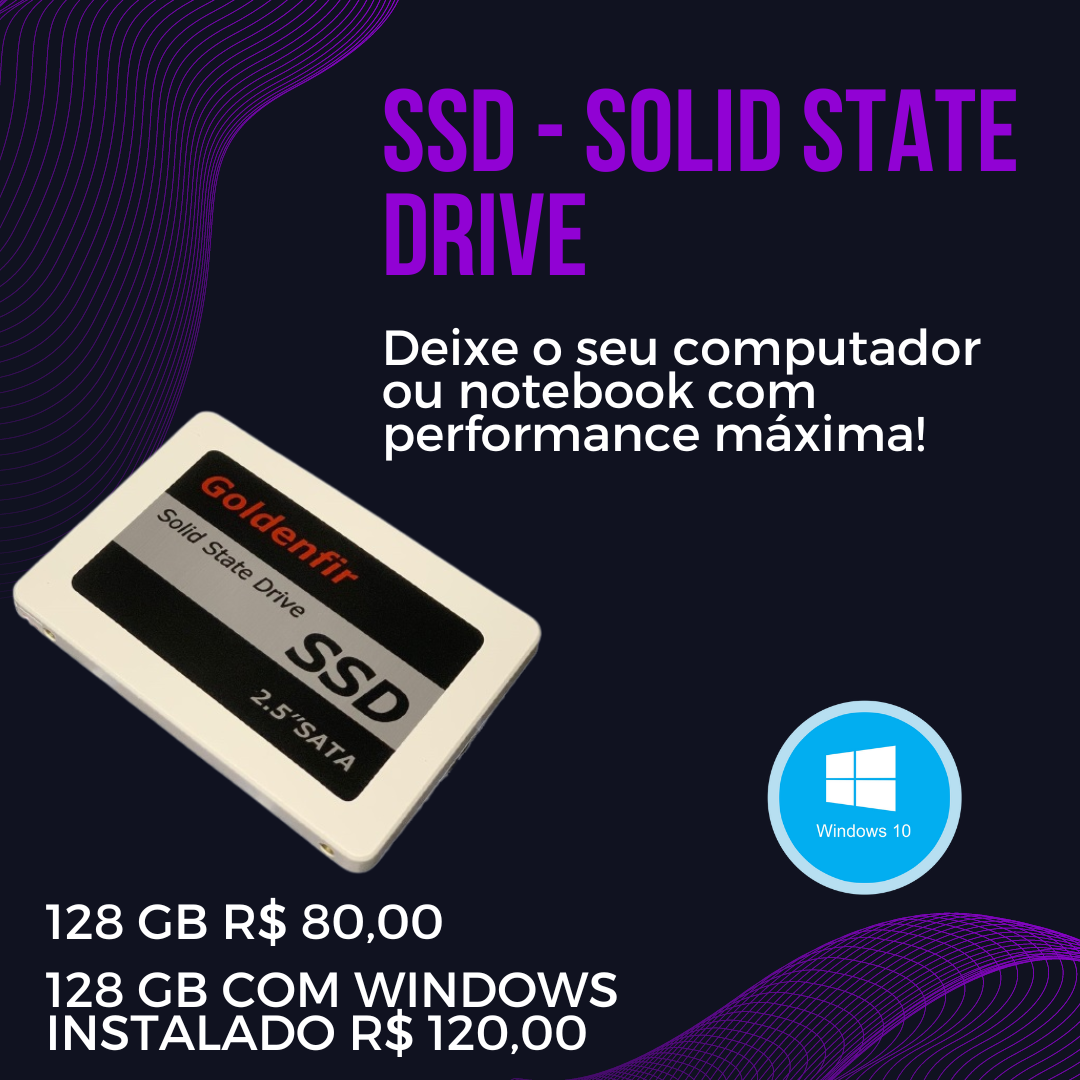 SSD - SOLID STATE
DRIVE
Deixe o seu computador
ou notebook com
performance máxima!
Goldenfir
Solid State Drive
SSD
2.5"SATA
Windows 10
128 GB R$ 80,00
128 GB COM WINDOWS
INSTALADO R$ 120,00